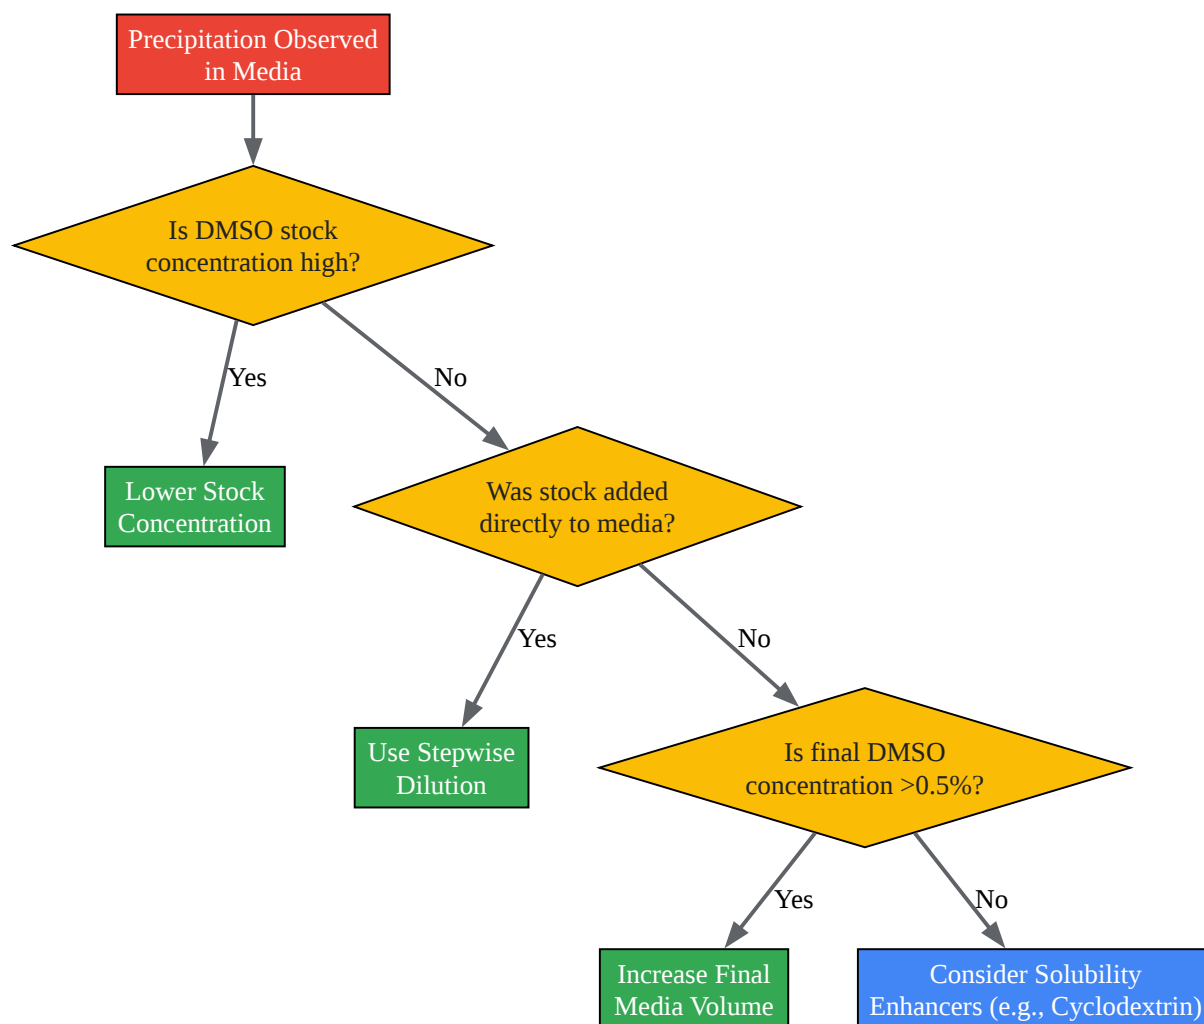 Precipitation Observed
in Media
Is DMSO stock
concentration high?
Yes
No
Lower Stock
Concentration
Was stock added
directly to media?
Yes
No
Use Stepwise
Dilution
Is final DMSO
concentration >0.5%?
Yes
No
Increase Final
Media Volume
Consider Solubility
Enhancers (e.g., Cyclodextrin)